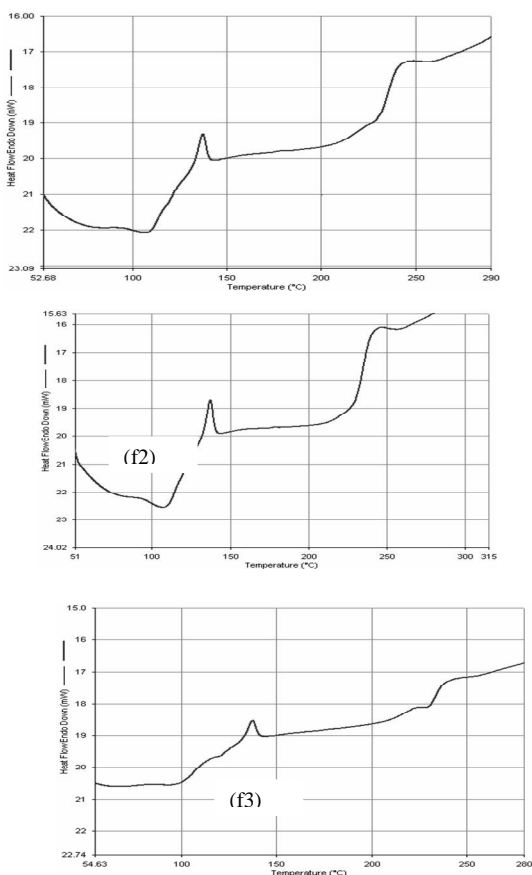 16.00
17
18
19
20
21
22
23.09
Heat Flow Endo Down (mW)
52.68 100 150 200 250 290
Temperature (°C)
15.63
16
17
18
19
20
21
22
23
24.02
Heat Flow Endo Down (mW)
(f2)
51 100 150 200 250 300 315
Temperature (°C)
15.0
16
17
18
19
20
21
22
22.74
Heat Flow Endo Down (mW)
(f3)
54.63 100 150 200 250 280
Temperature (°C)